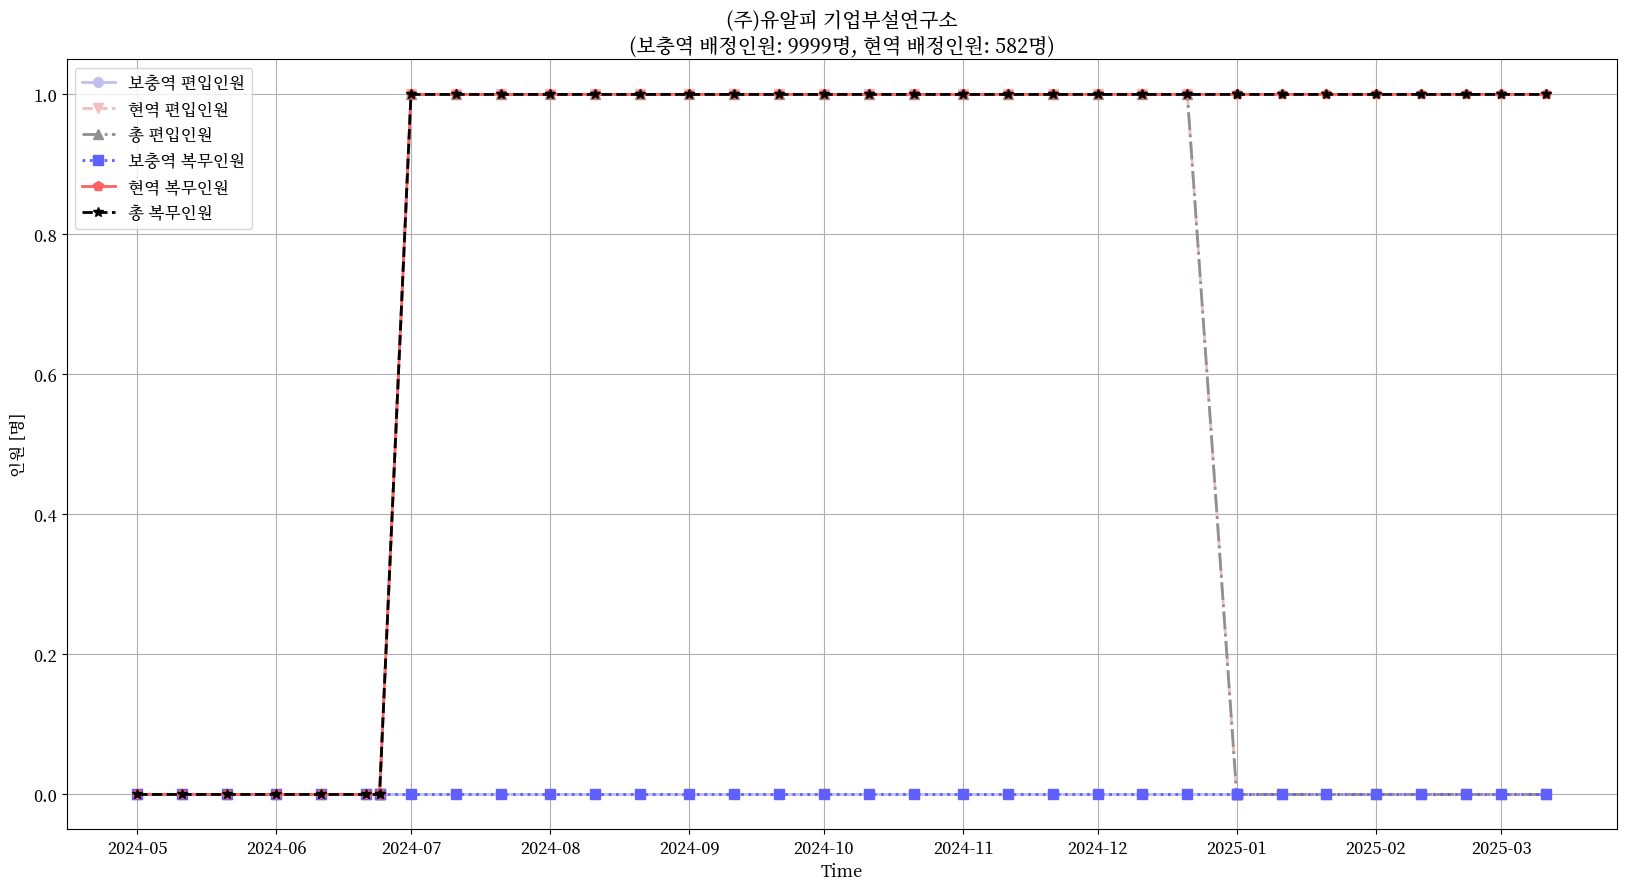 (주)유알피 기업부설연구소
(보충역 배정인원: 9999명, 현역 배정인원: 582명)
보충역 편입인원
현역 편입인원
총 편입인원
보충역 복무인원
현역 복무인원
총 복무인원
1.0
0.8
0.6
0.4
0.2
0.0
인원 [명]
2024-05 2024-06 2024-07 2024-08 2024-09 2024-10 2024-11 2024-12 2025-01 2025-02 2025-03
Time